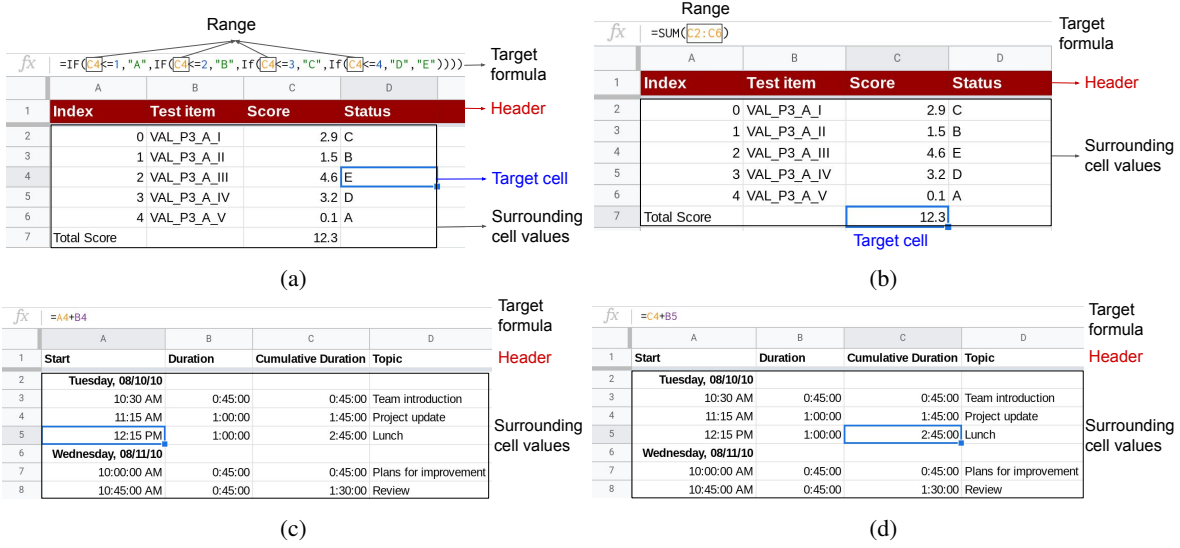 Range
fx =IF(C4<=1,"A",IF(C4<=2,"B",If(C4<=3,"C",If(C4<=4,"D","E"))))
Target formula
A B C D
1 Index Test item Score Status
Header
2 0 VAL_P3_A_I 2.9 C
3 1 VAL_P3_A_II 1.5 B
4 2 VAL_P3_A_III 4.6 E
Target cell
5 3 VAL_P3_A_IV 3.2 D
6 4 VAL_P3_A_V 0.1 A
Surrounding cell values
7 Total Score 12.3
(a)
Range
fx =SUM(C2:C6)
Target formula
A B C D
1 Index Test item Score Status
Header
2 0 VAL_P3_A_I 2.9 C
3 1 VAL_P3_A_II 1.5 B
4 2 VAL_P3_A_III 4.6 E
Surrounding cell values
5 3 VAL_P3_A_IV 3.2 D
6 4 VAL_P3_A_V 0.1 A
7 Total Score 12.3
Target cell
(b)
fx =A4+B4
Target formula
A B C D
1 Start Duration Cumulative Duration Topic
Header
2 Tuesday, 08/10/10
3 10:30 AM 0:45:00 0:45:00 Team introduction
4 11:15 AM 1:00:00 1:45:00 Project update
5 12:15 PM 1:00:00 2:45:00 Lunch
Surrounding cell values
6 Wednesday, 08/11/10
7 10:00:00 AM 0:45:00 0:45:00 Plans for improvement
8 10:45:00 AM 0:45:00 1:30:00 Review
(c)
fx =C4+B5
Target formula
A B C D
1 Start Duration Cumulative Duration Topic
Header
2 Tuesday, 08/10/10
3 10:30 AM 0:45:00 0:45:00 Team introduction
4 11:15 AM 1:00:00 1:45:00 Project update
5 12:15 PM 1:00:00 2:45:00 Lunch
Surrounding cell values
6 Wednesday, 08/11/10
7 10:00:00 AM 0:45:00 0:45:00 Plans for improvement
8 10:45:00 AM 0:45:00 1:30:00 Review
(d)